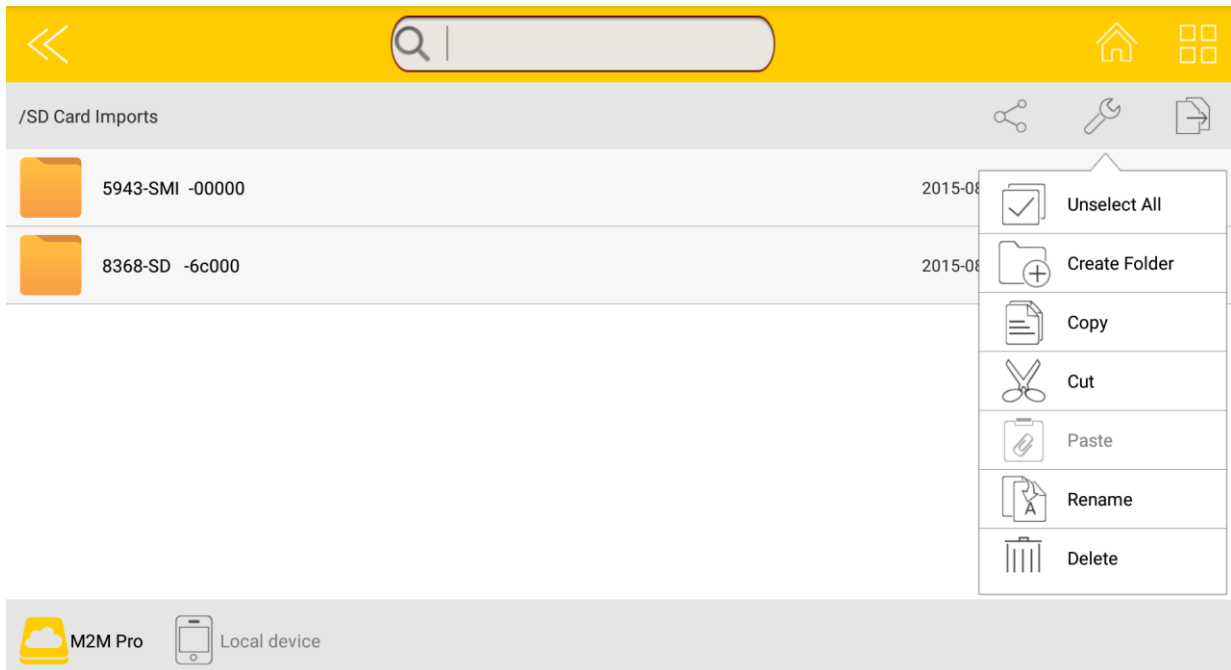 /SD Card Imports
5943-SMI -00000
2015-08
8368-SD -6c000
2015-08
Unselect All
Create Folder
Copy
Cut
Paste
Rename
Delete
M2M Pro
Local device